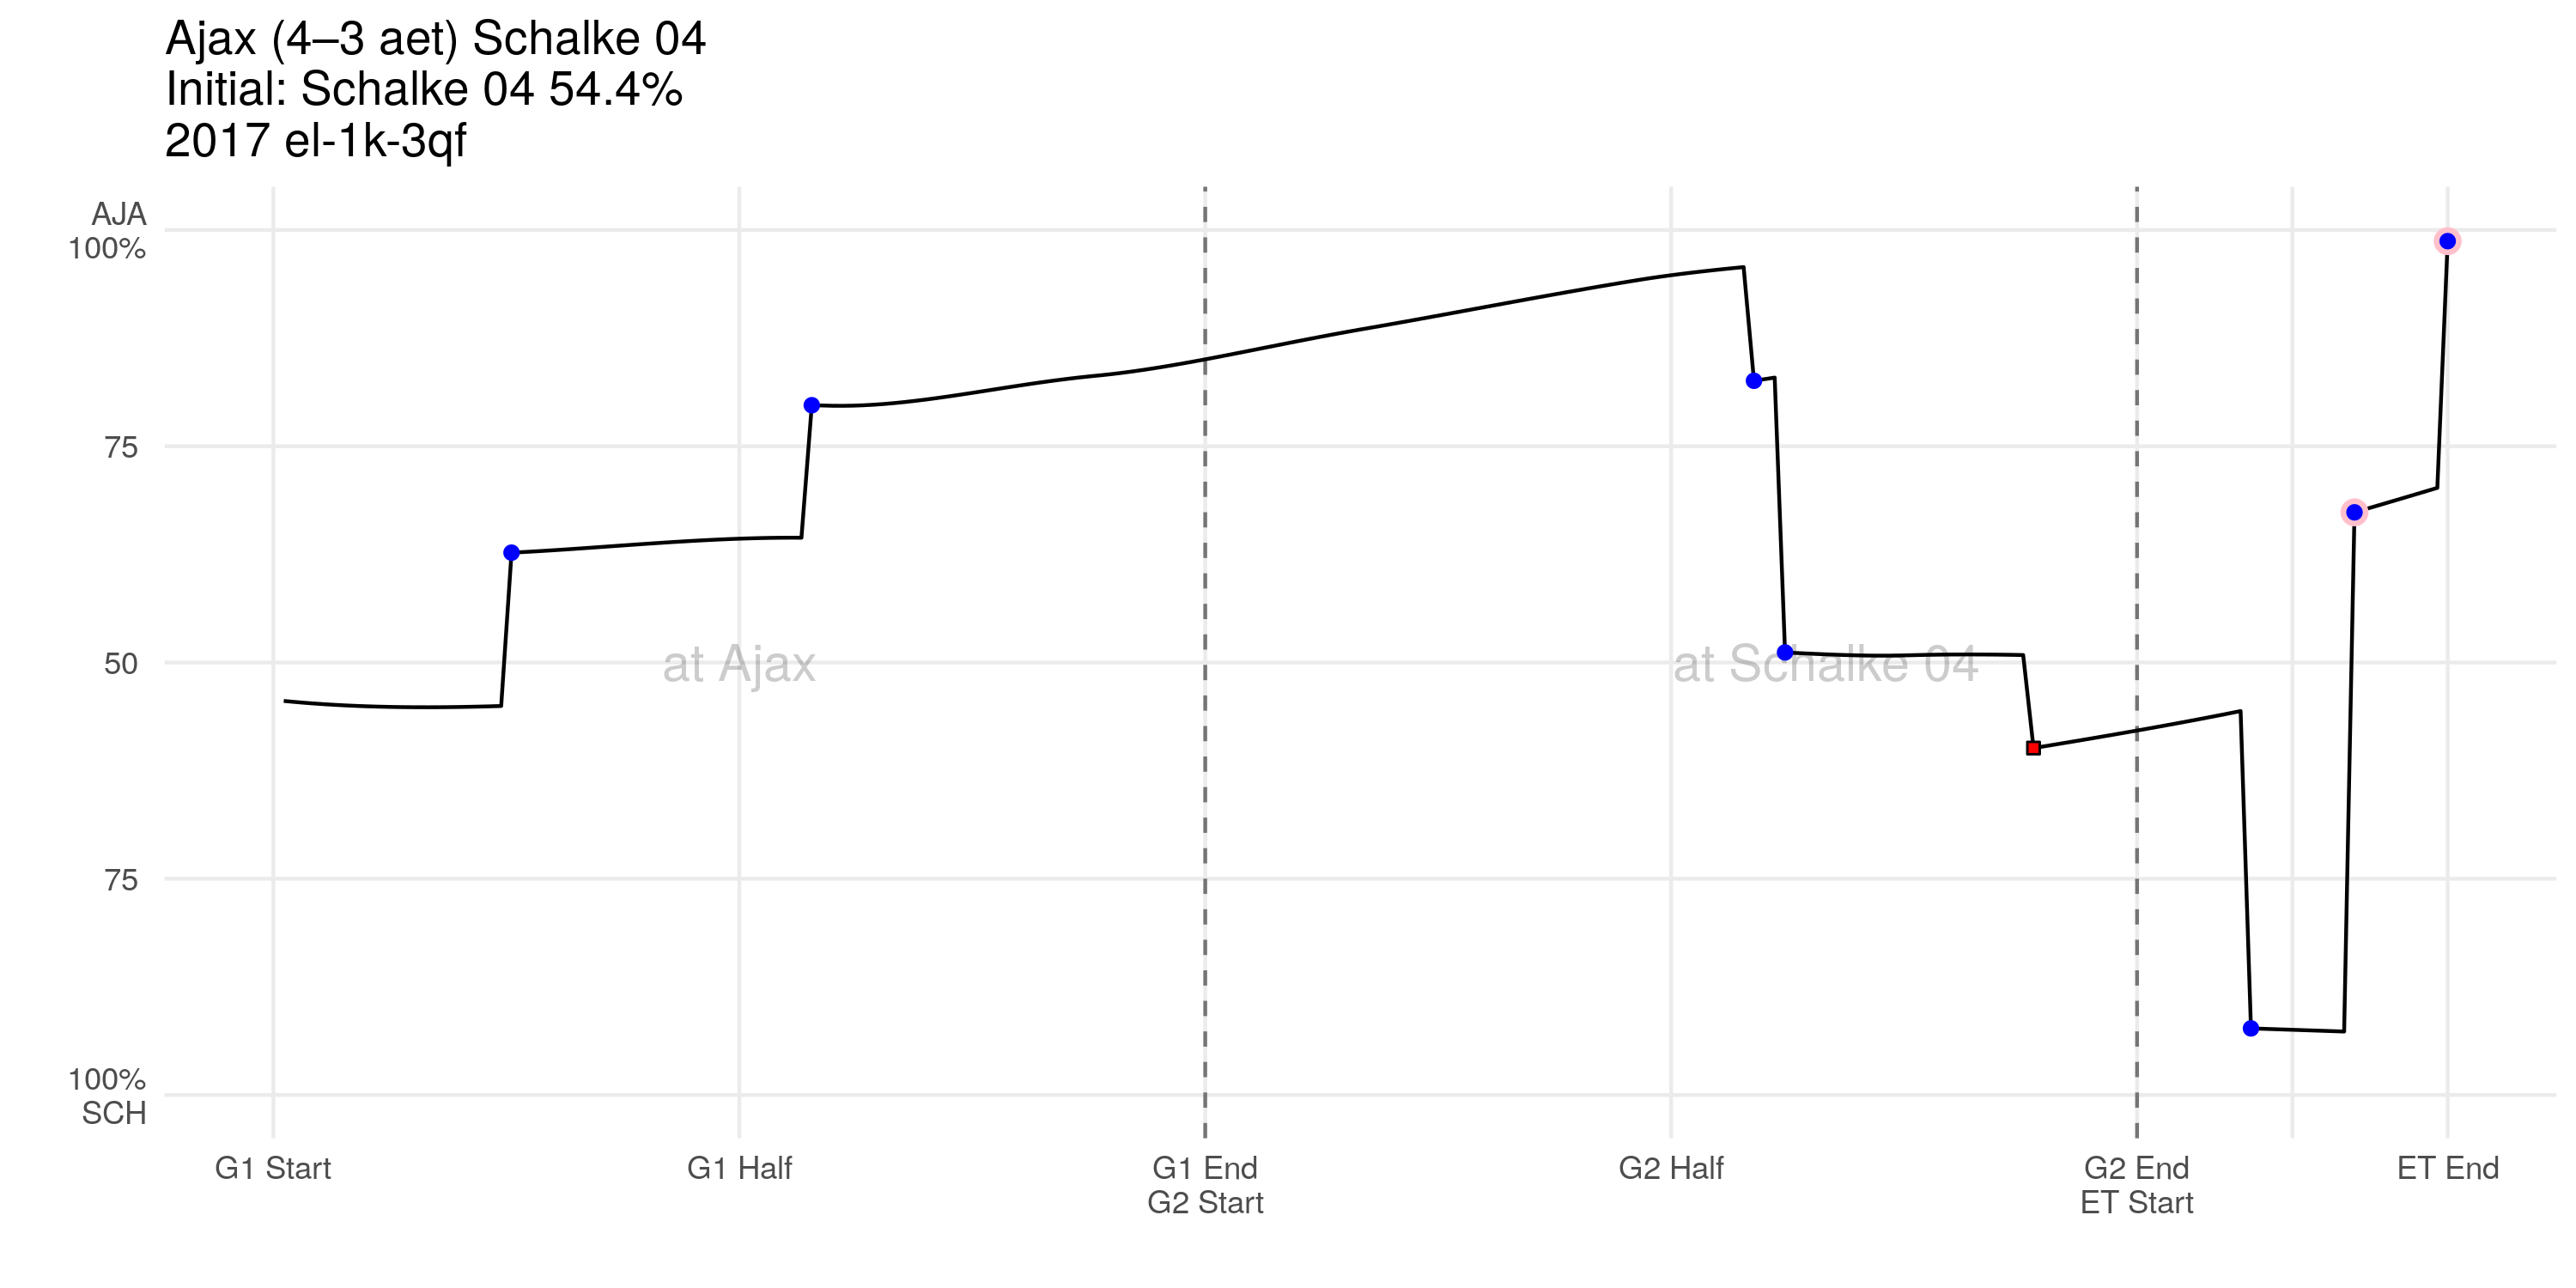 Ajax (4–3 aet) Schalke 04
Initial: Schalke 04 54.4%
2017 el-1k-3qf
AJA
100%
75
50
75
100%
SCH
at Ajax
at Schalke 04
G1 Start
G1 Half
G1 End
G2 Start
G2 Half
G2 End
ET Start
ET End